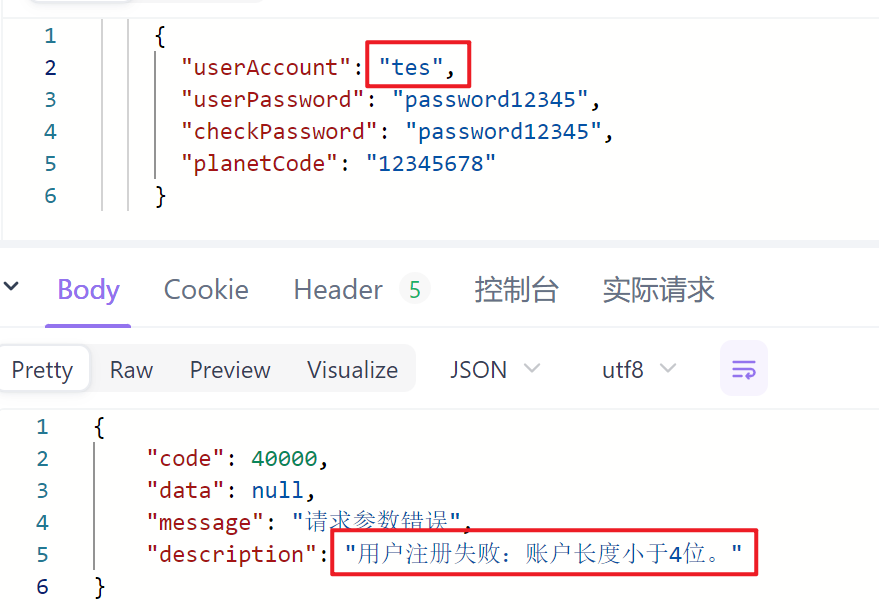 1 {
2 "userAccount": "tes",
3 "userPassword": "password12345",
4 "checkPassword": "password12345",
5 "planetCode": "12345678"
6 }
Body Cookie Header 5 控制台 实际请求
Pretty Raw Preview Visualize JSON utf8
1 {
2 "code": 40000,
3 "data": null,
4 "message": "请求参数错误",
5 "description": "用户注册失败：账户长度小于4位。"
6 }